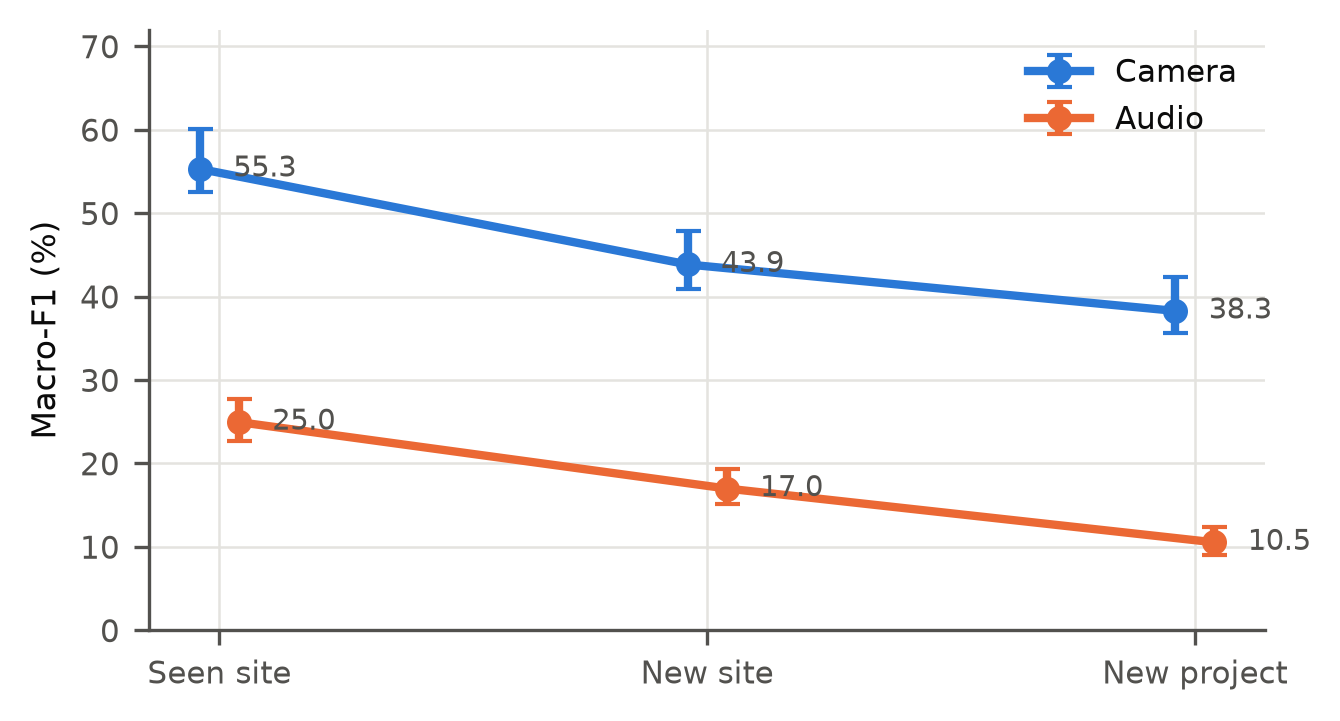 Macro-F1 (%)
70
60
50
40
30
20
10
0
Camera
Audio
55.3
43.9
38.3
25.0
17.0
10.5
Seen site
New site
New project